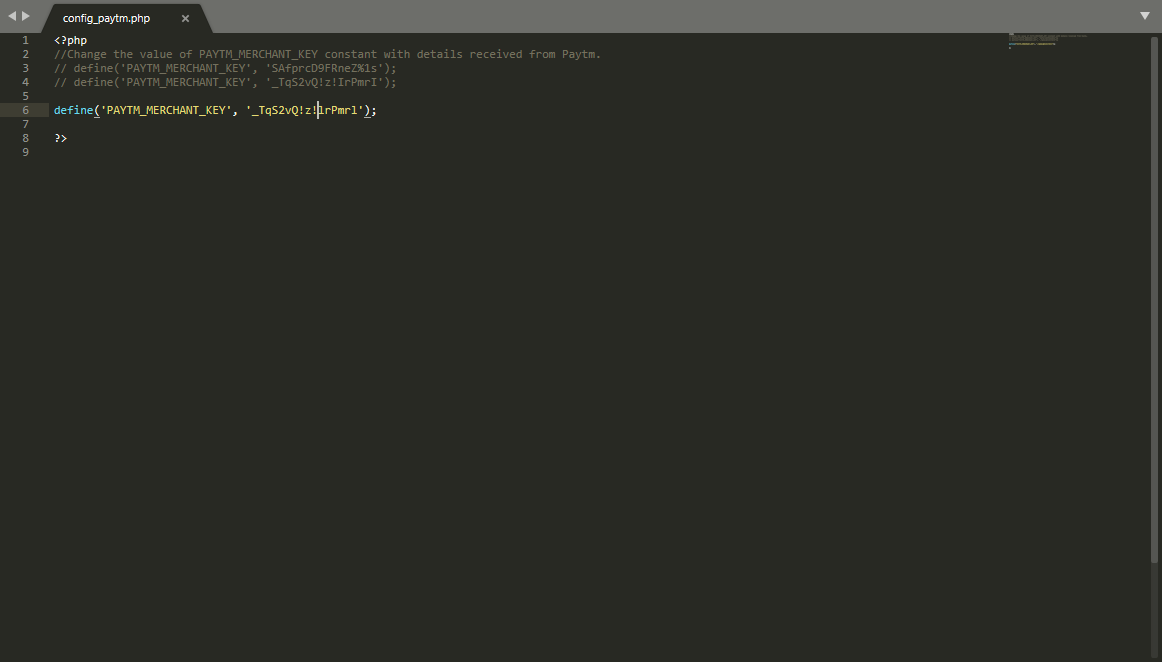 config_paytm.php ×
1 <?php
2 //Change the value of PAYTM_MERCHANT_KEY constant with details received from Paytm.
3 // define('PAYTM_MERCHANT_KEY', 'SAfprcD9FRneZ%1s');
4 // define('PAYTM_MERCHANT_KEY', '_TqS2vQ!z!IrPmrI');
5
6 define('PAYTM_MERCHANT_KEY', '_TqS2vQ!z!lrPmrl');
7
8 ?>
9